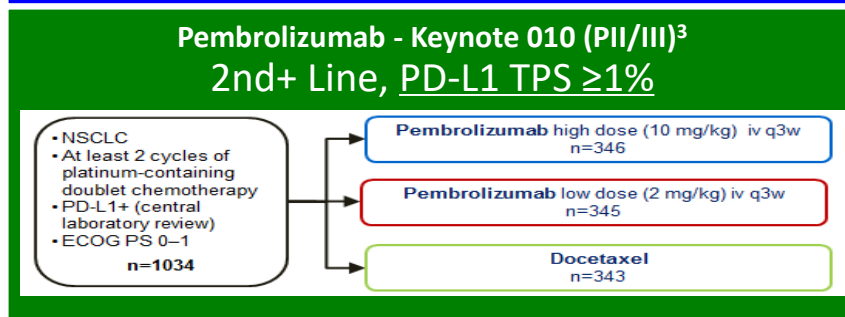 Pembrolizumab - Keynote 010 (PII/III)³
2nd+ Line, PD-L1 TPS ≥1%
• NSCLC
• At least 2 cycles of
platinum-containing
doublet chemotherapy
• PD-L1+ (central
laboratory review)
• ECOG PS 0–1
n=1034
Pembrolizumab high dose (10 mg/kg) iv q3w
n=346
Pembrolizumab low dose (2 mg/kg) iv q3w
n=345
Docetaxel
n=343